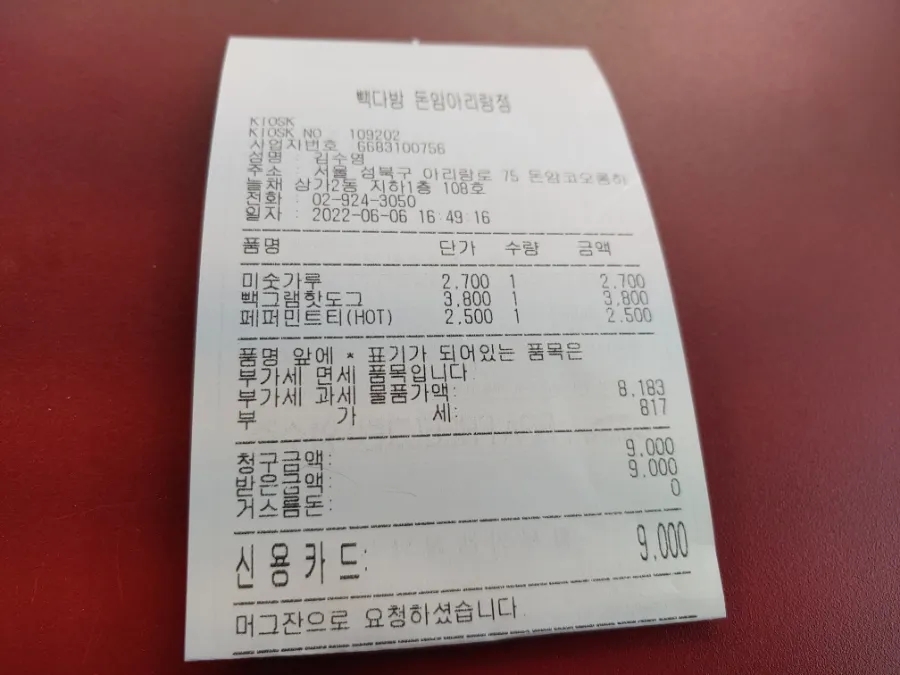 빽다방 돈암아리랑점
KIOSK
KIOSK NO 109202
사업자번호 6683100756
성명 : 김수영
주소 : 서울 성북구 아리랑로 75 돈암코오롱하
늘채 상가2동 지하1층 108호
전화 : 02-924-3050
일자 : 2022-06-06 16:49:16
품명 단가 수량 금액
미숫가루 2,700 1 2,700
빽그램핫도그 3,800 1 3,800
페퍼민트티(HOT) 2,500 1 2,500
품명 앞에 * 표기가 되어있는 품목은
부가세 면세 품목입니다
부가세 과세 물품가액: 8,183
부 가 세: 817
청구금액: 9,000
받은금액: 9,000
거스름돈: 0
신용카드: 9,000
머그잔으로 요청하셨습니다.